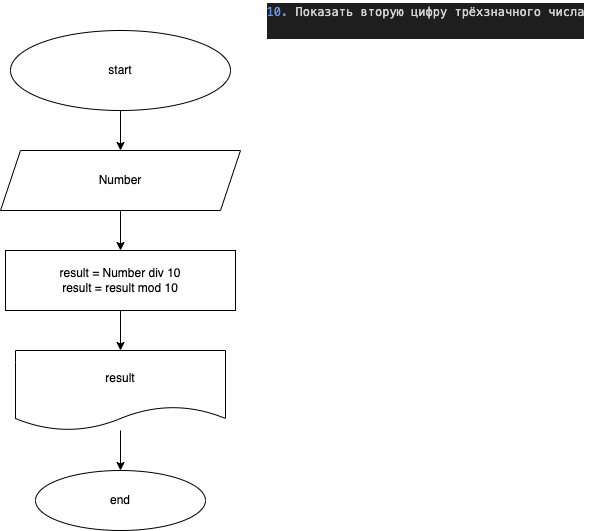 10. Показать вторую цифру трёхзначного числа
start
Number
result = Number div 10
result = result mod 10
result
end